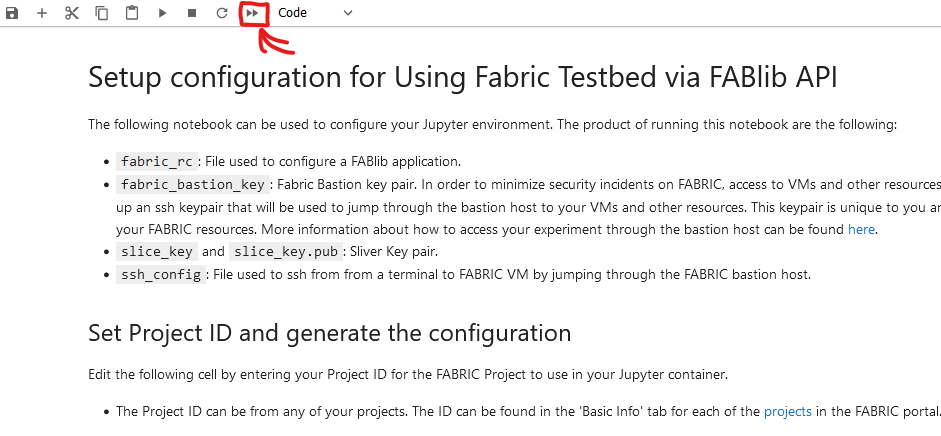 Code
Setup configuration for Using Fabric Testbed via FABlib API
The following notebook can be used to configure your Jupyter environment. The product of running this notebook are the following:
• fabric_rc: File used to configure a FABlib application.
• fabric_bastion_key: Fabric Bastion key pair. In order to minimize security incidents on FABRIC, access to VMs and other resources
up an ssh keypair that will be used to jump through the bastion host to your VMs and other resources. This keypair is unique to you an
your FABRIC resources. More information about how to access your experiment through the bastion host can be found here.
• slice_key and slice_key.pub: Sliver Key pair.
• ssh_config: File used to ssh from from a terminal to FABRIC VM by jumping through the FABRIC bastion host.
Set Project ID and generate the configuration
Edit the following cell by entering your Project ID for the FABRIC Project to use in your Jupyter container.
• The Project ID can be from any of your projects. The ID can be found in the 'Basic Info' tab for each of the projects in the FABRIC portal.